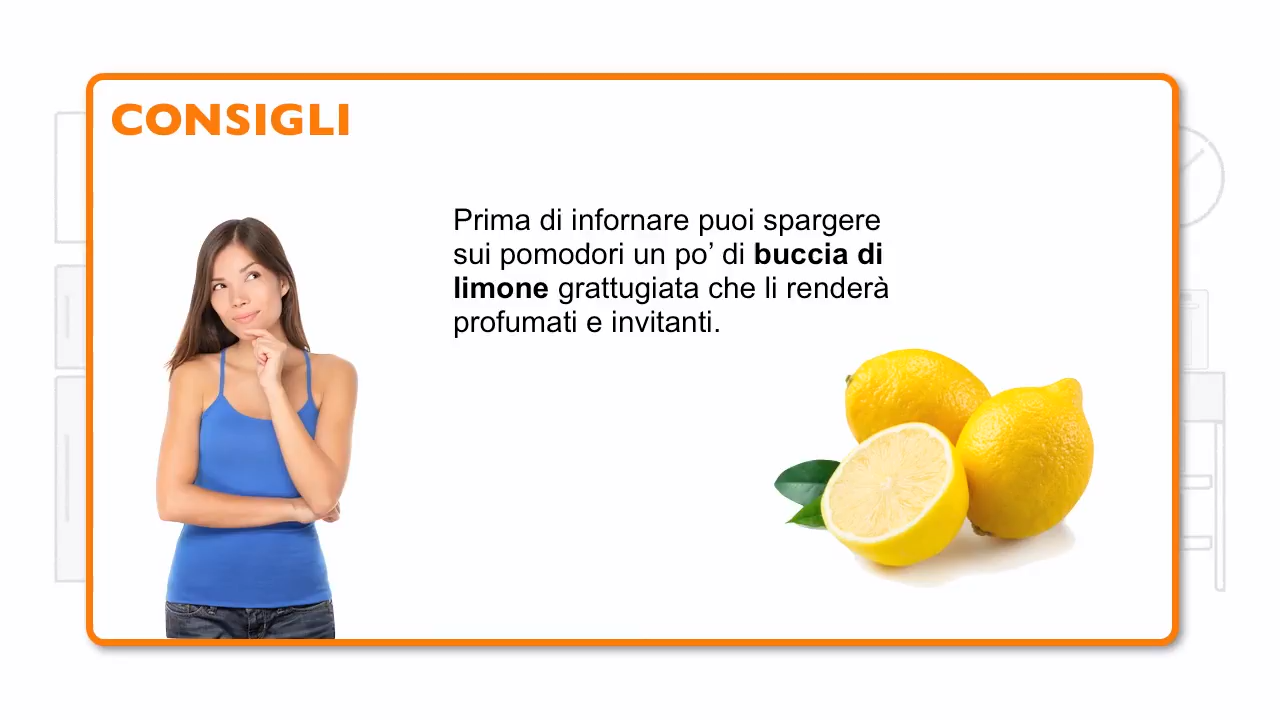 CONSIGLI
Prima di infornare puoi spargere
sui pomodori un po’ di buccia di
limone grattugiata che li renderà
profumati e invitanti.